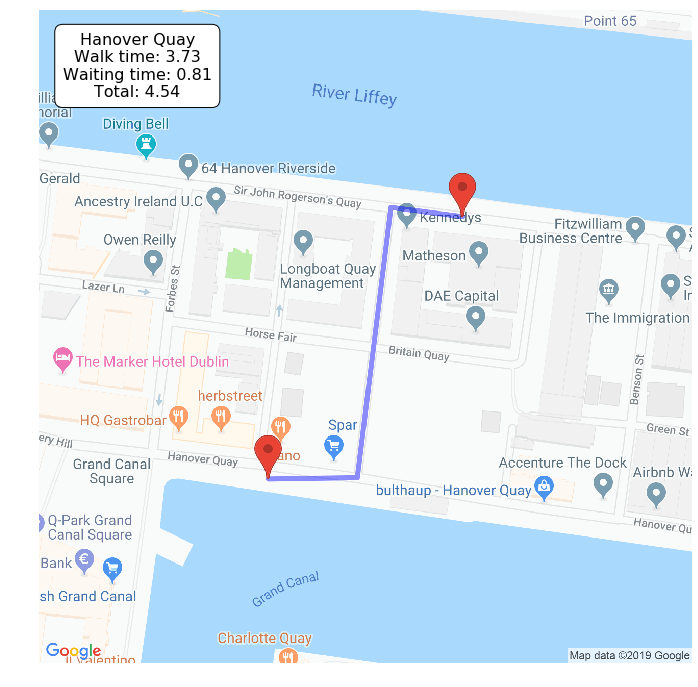 Point 65
Hanover Quay
Walk time: 3.73
Waiting time: 0.81
Total: 4.54
River Liffey
Diving Bell
64 Hanover Riverside
Gerald
Ancestry Ireland U.C
Sir John Rogerson's Quay
Kennedys
Fitzwilliam
Business Centre
Owen Reilly
Matheson
Longboat Quay
Management
Forbes St
Lazer Ln
DAE Capital
The Immigration
Horse Fair
Britain Quay
The Marker Hotel Dublin
Benson St
herbstreet
HQ Gastrobar
Spar
Green St
ery Hill
Hanover Quay
ano
Grand Canal
Square
Accenture The Dock
Airbnb Wa
bulthaup - Hanover Quay
Q-Park Grand
Canal Square
Hanover Qu
Bank
sh Grand Canal
Grand Canal
Charlotte Quay
Google
Il Valentino
Map data ©2019 Google